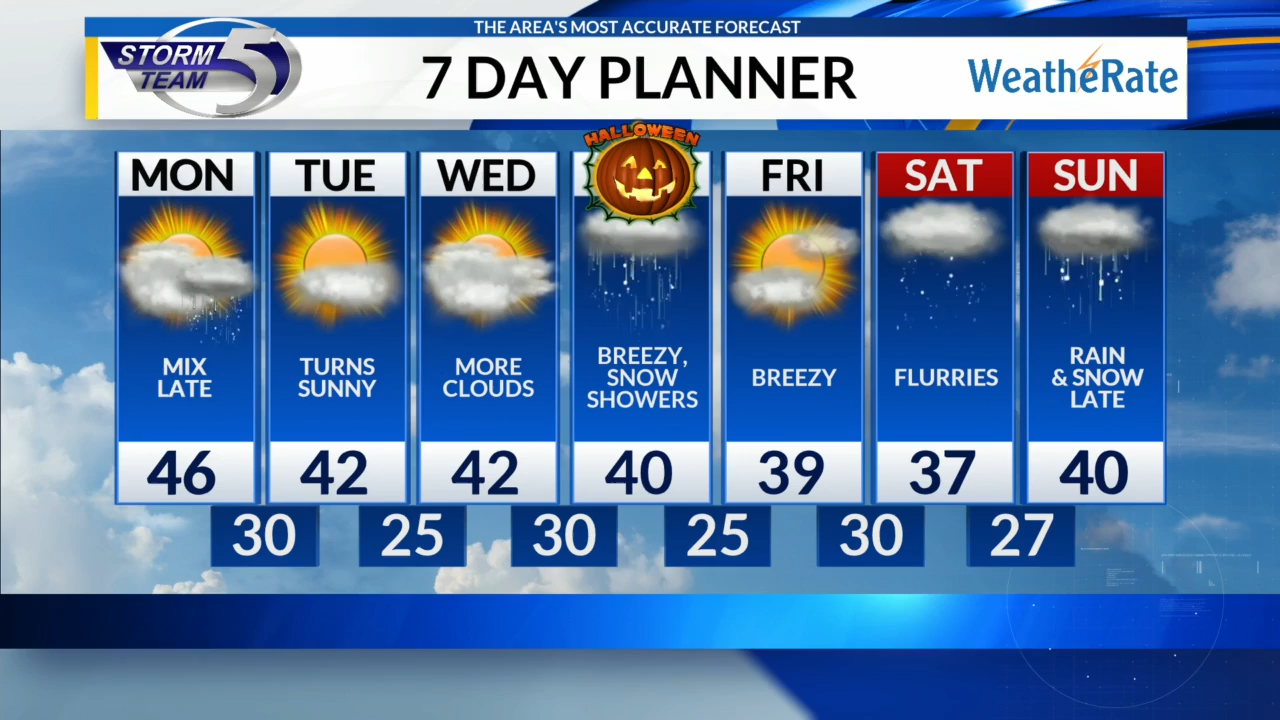 THE AREA'S MOST ACCURATE FORECAST
STORM
TEAM
5
7 DAY PLANNER
WeatheRate
MON
TUE
WED
HALLOWEEN
FRI
SAT
SUN
MIX
LATE
TURNS
SUNNY
MORE
CLOUDS
BREEZY,
SNOW
SHOWERS
BREEZY
FLURRIES
RAIN
& SNOW
LATE
46
42
42
40
39
37
40
30
25
30
25
30
27